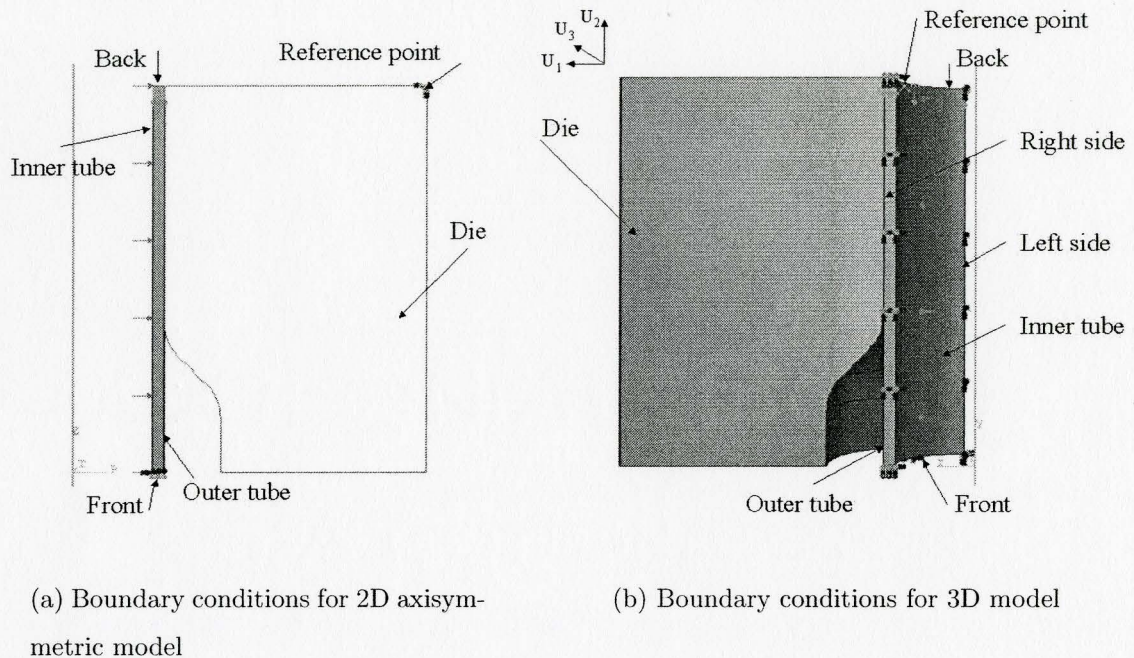 Back
Reference point
Inner tube
Die
Outer tube
Front
U₂
U₃
U₁
Reference point
Back
Die
Right side
Left side
Inner tube
Outer tube
Front
(a) Boundary conditions for 2D axisym-
metric model
(b) Boundary conditions for 3D model